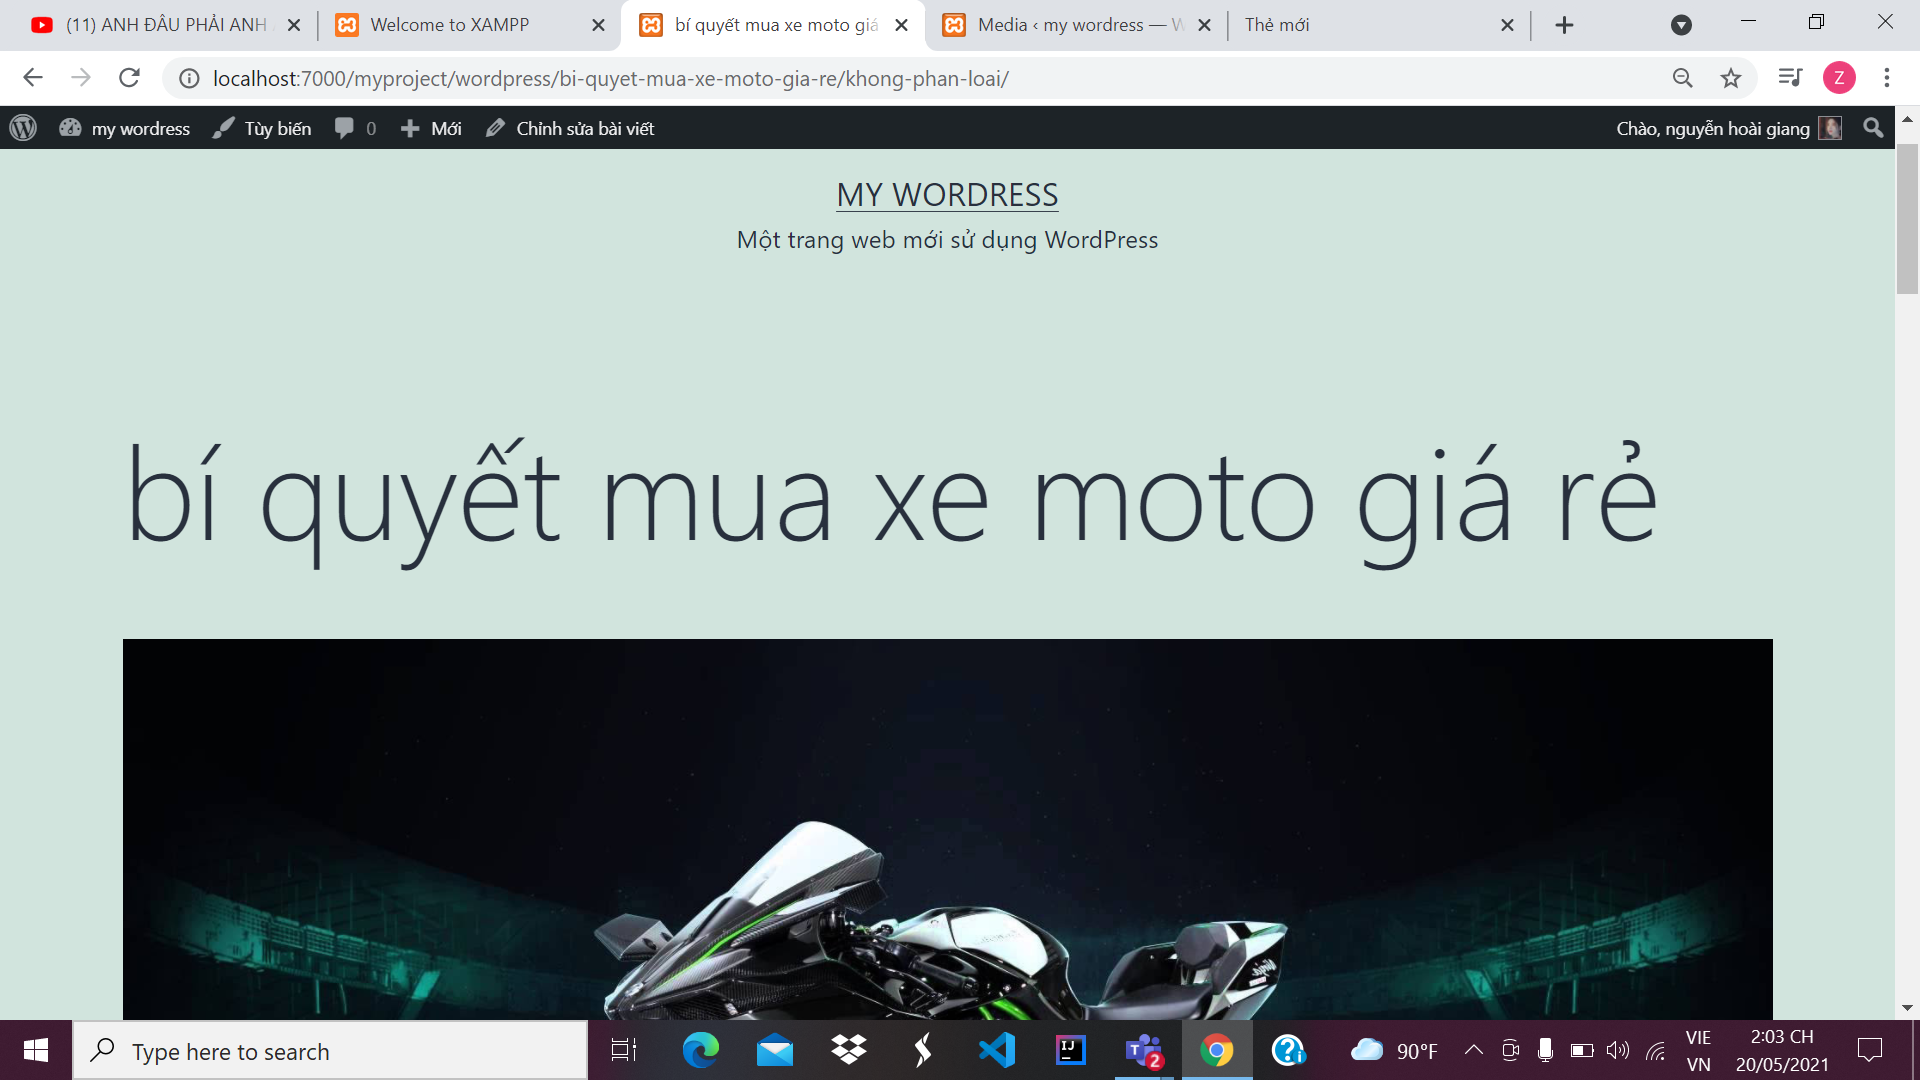 (11) ANH ĐÂU PHẢI ANH
Welcome to XAMPP
bí quyết mua xe moto giá
Media ‹ my wordress — W
Thẻ mới
localhost:7000/myproject/wordpress/bi-quyet-mua-xe-moto-gia-re/khong-phan-loai/
Z
my wordress
Tùy biến
0
Mới
Chỉnh sửa bài viết
Chào, nguyễn hoài giang
MY WORDRESS
Một trang web mới sử dụng WordPress
bí quyết mua xe moto giá rẻ
Ninja
Type here to search
IJ
T
2
90°F
VIE
VN
2:03 CH
20/05/2021